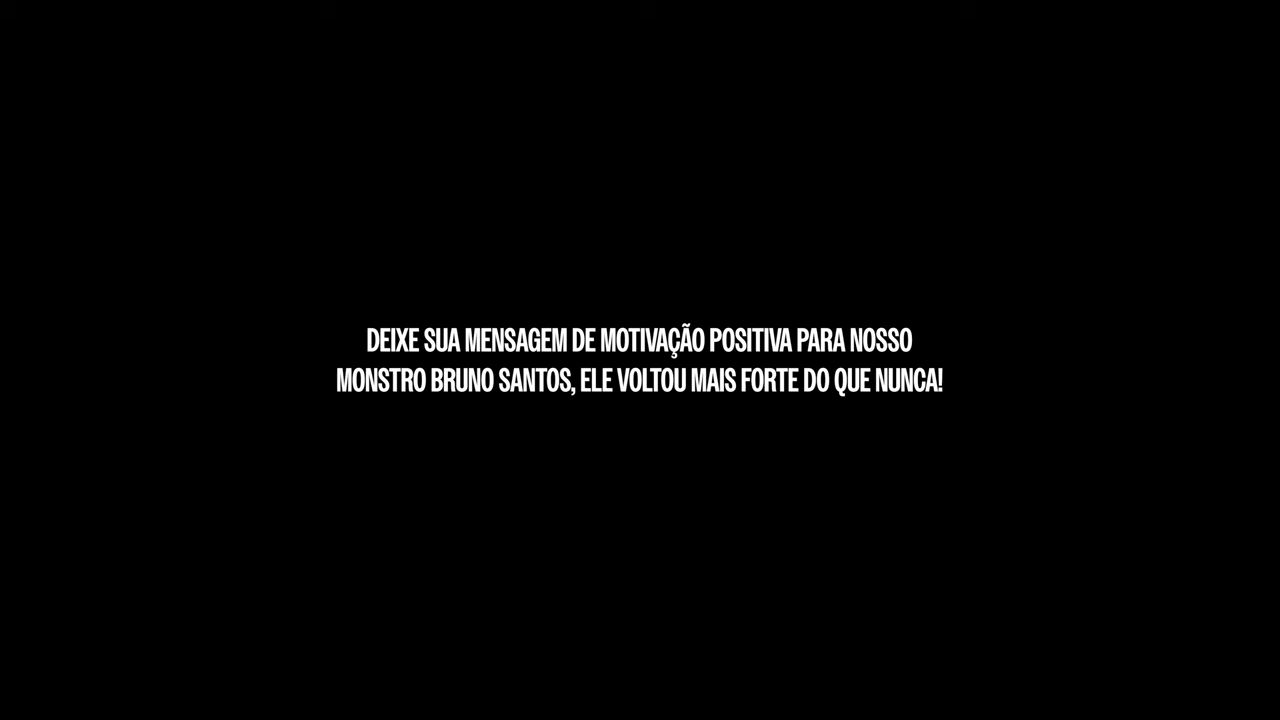 DEIXE SUA MENSAGEM DE MOTIVAÇÃO POSITIVA PARA NOSSO
MONSTRO BRUNO SANTOS, ELE VOLTOU MAIS FORTE DO QUE NUNCA!